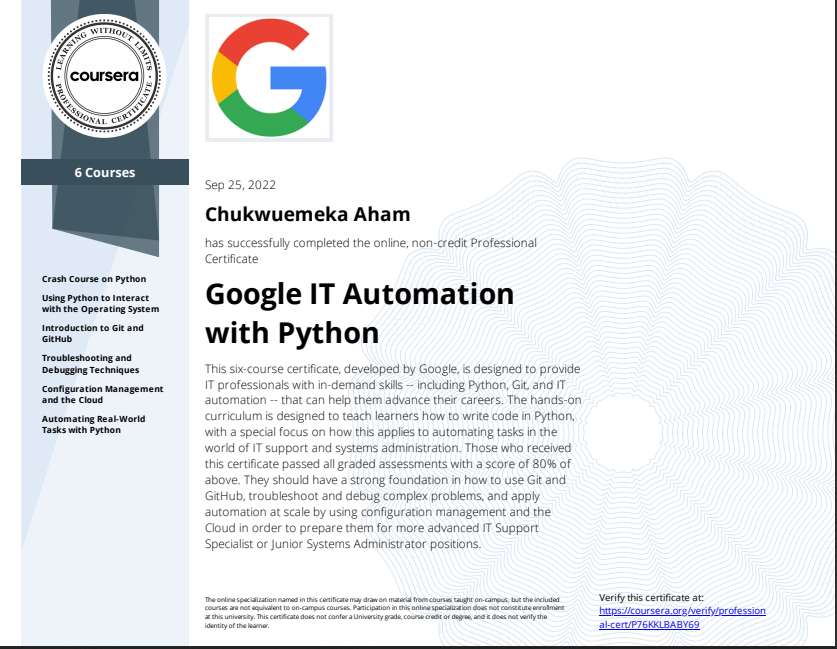 LEARNING WITHOUT LIMITS
coursera
PROFESSIONAL CERTIFICATE
6 Courses
Crash Course on Python
Using Python to Interact
with the Operating System
Introduction to Git and
GitHub
Troubleshooting and
Debugging Techniques
Configuration Management
and the Cloud
Automating Real-World
Tasks with Python
Sep 25, 2022
Chukwuemeka Aham
has successfully completed the online, non-credit Professional
Certificate
Google IT Automation
with Python
This six-course certificate, developed by Google, is designed to provide
IT professionals with in-demand skills -- including Python, Git, and IT
automation -- that can help them advance their careers. The hands-on
curriculum is designed to teach learners how to write code in Python,
with a special focus on how this applies to automating tasks in the
world of IT support and systems administration. Those who received
this certificate passed all graded assessments with a score of 80% of
above. They should have a strong foundation in how to use Git and
GitHub, troubleshoot and debug complex problems, and apply
automation at scale by using configuration management and the
Cloud in order to prepare them for more advanced IT Support
Specialist or Junior Systems Administrator positions.
The online specialization named in this certificate may draw on material from courses taught on-campus, but the included
courses are not equivalent to on-campus courses. Participation in this online specialization does not constitute enrollment
at this university. This certificate does not confer a University grade, course credit or degree, and it does not verify the
identity of the learner.
Verify this certificate at:
https://coursera.org/verify/profession
al-cert/P76KKLBABY69